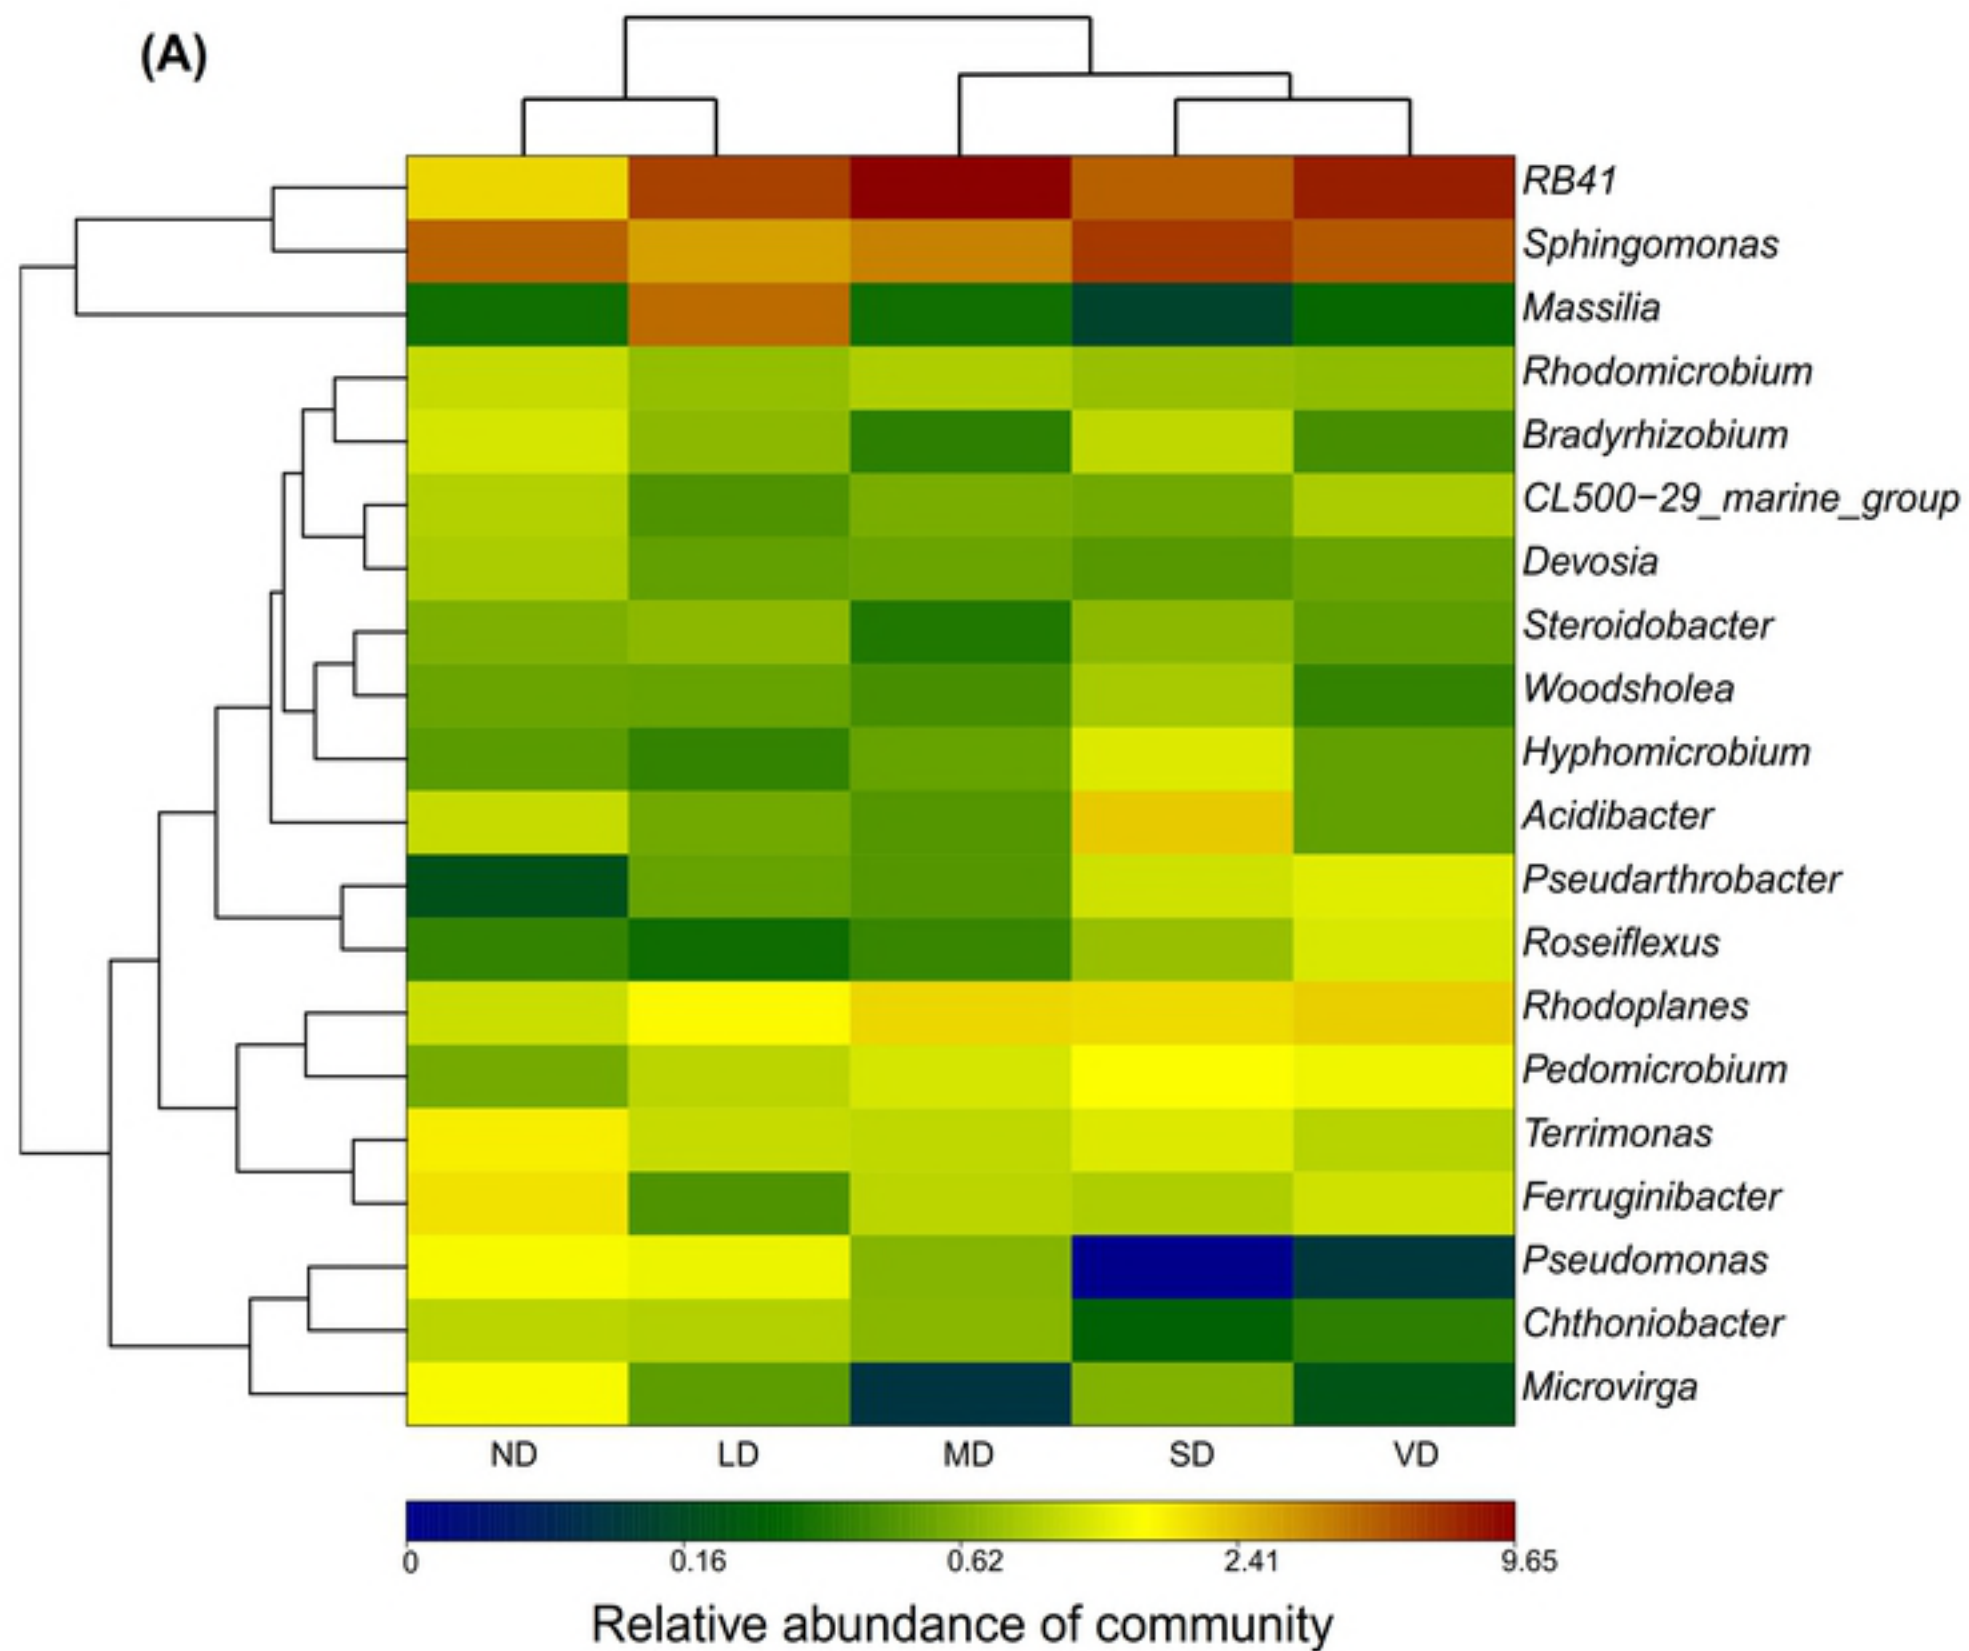 (A)
RB41
Sphingomonas
Massilia
Rhodomicrobium
Bradyrhizobium
CL500−29_marine_group
Devosia
Steroidobacter
Woodsholea
Hyphomicrobium
Acidibacter
Pseudarthrobacter
Roseiflexus
Rhodoplanes
Pedomicrobium
Terrimonas
Ferruginibacter
Pseudomonas
Chthoniobacter
Microvirga
ND LD MD SD VD
0 0.16 0.62 2.41 9.65
Relative abundance of community